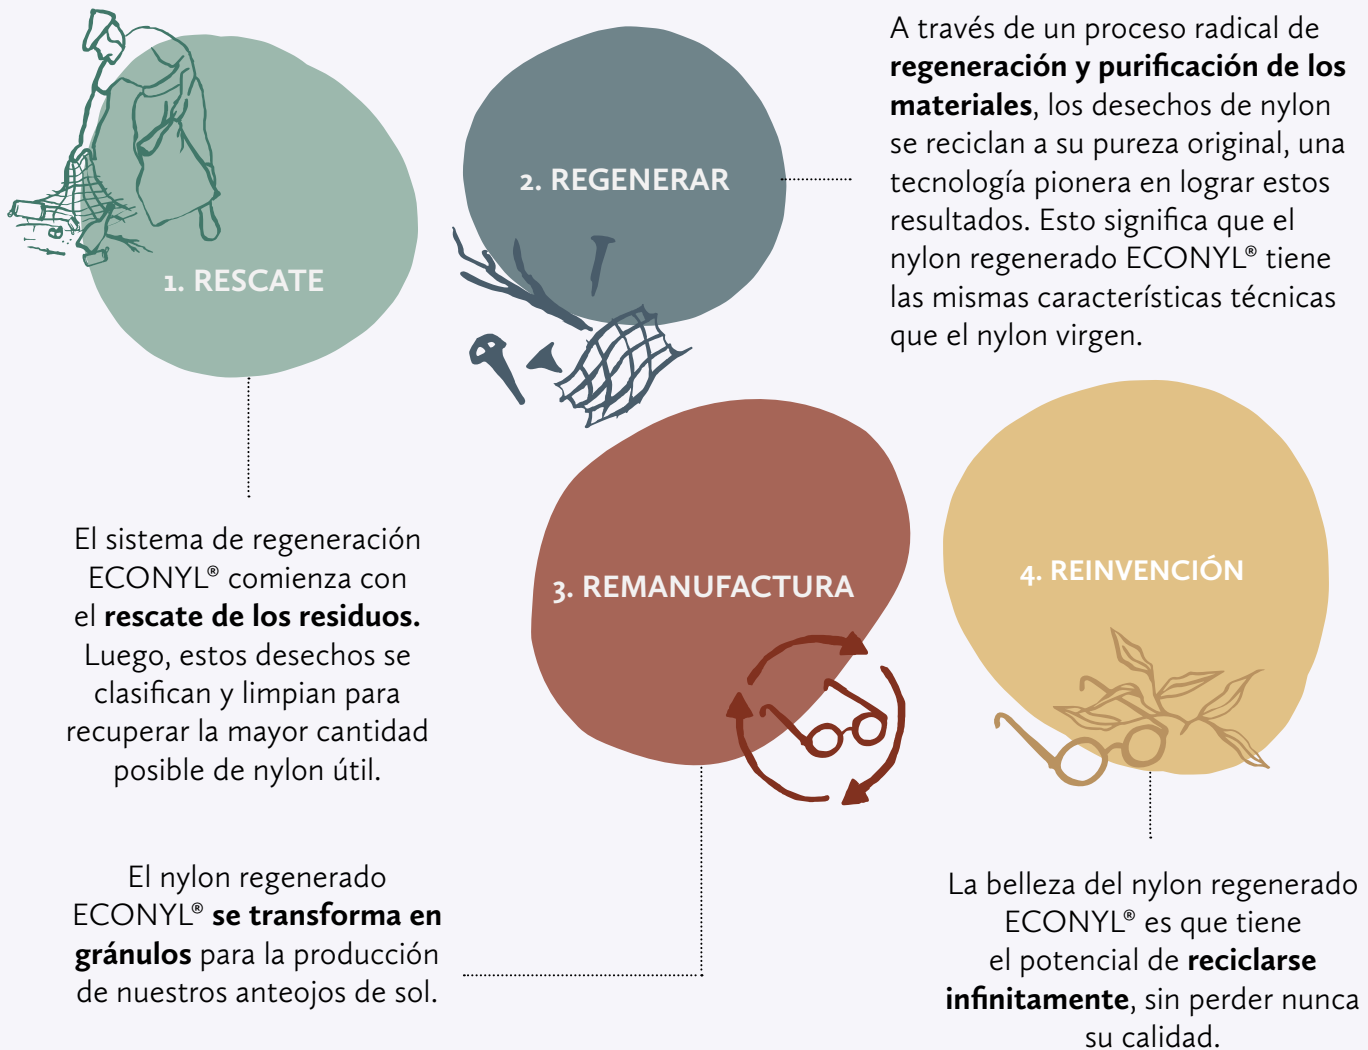 1. RESCATE
El sistema de regeneración
ECONYL® comienza con
el rescate de los residuos.
Luego, estos desechos se
clasifican y limpian para
recuperar la mayor cantidad
posible de nylon útil.
2. REGENERAR
A través de un proceso radical de
regeneración y purificación de los
materiales, los desechos de nylon
se reciclan a su pureza original, una
tecnología pionera en lograr estos
resultados. Esto significa que el
nylon regenerado ECONYL® tiene
las mismas características técnicas
que el nylon virgen.
3. REMANUFACTURA
El nylon regenerado
ECONYL® se transforma en
gránulos para la producción
de nuestros anteojos de sol.
4. REINVENCIÓN
La belleza del nylon regenerado
ECONYL® es que tiene
el potencial de reciclarse
infinitamente, sin perder nunca
su calidad.